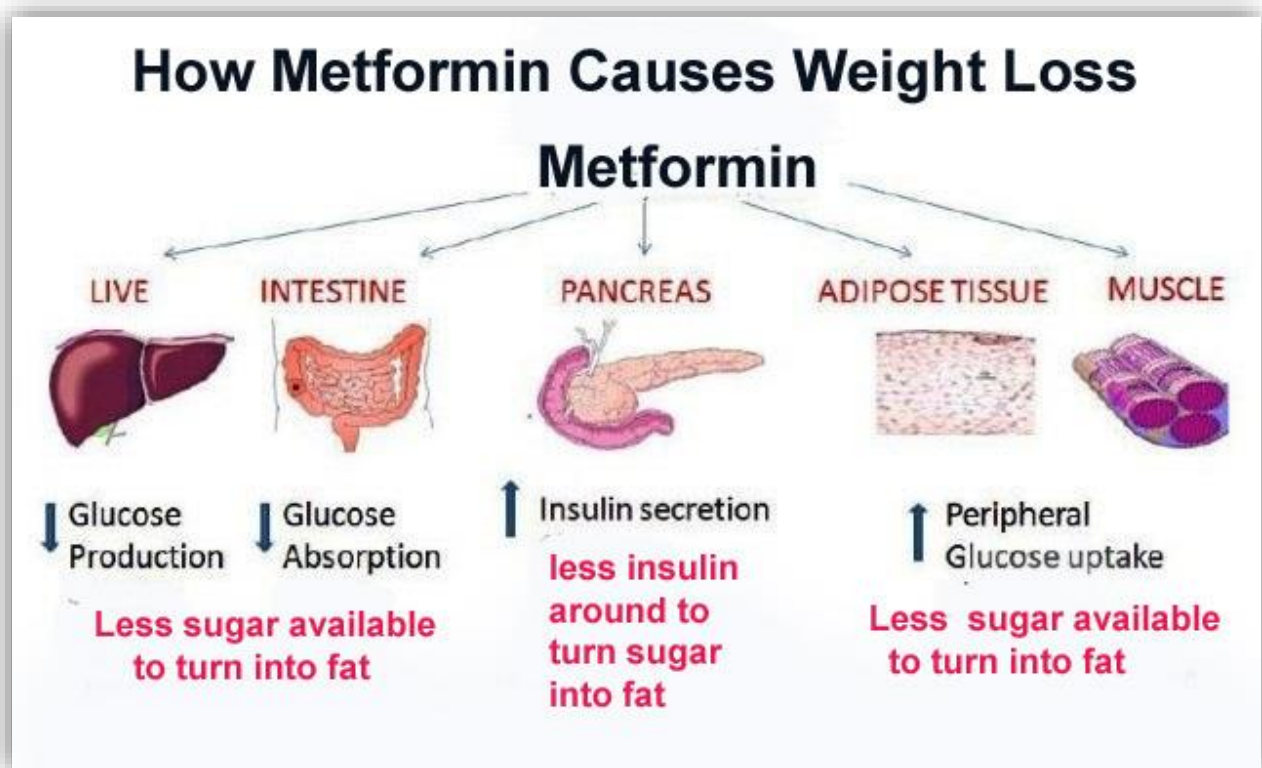 How Metformin Causes Weight Loss
Metformin
LIVE
INTESTINE
PANCREAS
ADIPOSE TISSUE
MUSCLE
Glucose
Production
Glucose
Absorption
Insulin secretion
Peripheral
Glucose uptake
Less sugar available
to turn into fat
less insulin
around to
turn sugar
into fat
Less sugar available
to turn into fat